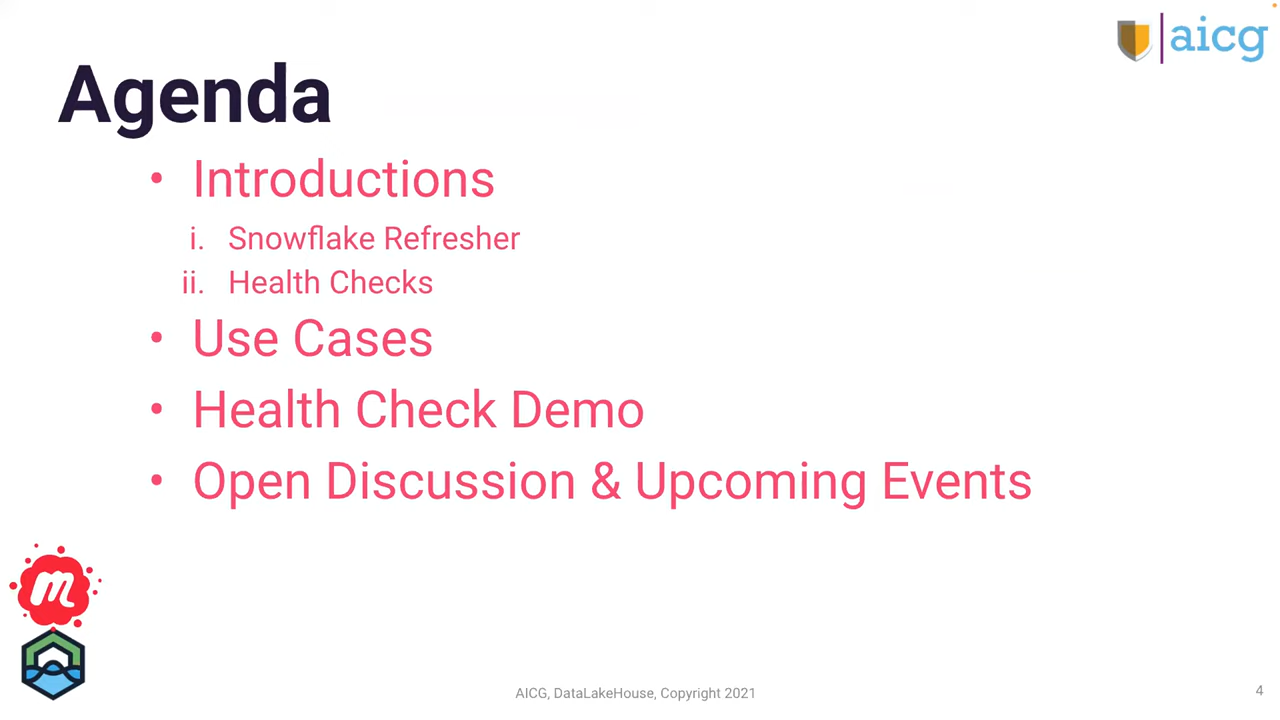 aicg
Agenda
• Introductions
i. Snowflake Refresher
ii. Health Checks
• Use Cases
• Health Check Demo
• Open Discussion & Upcoming Events
m
AICG, DataLakeHouse, Copyright 2021
4